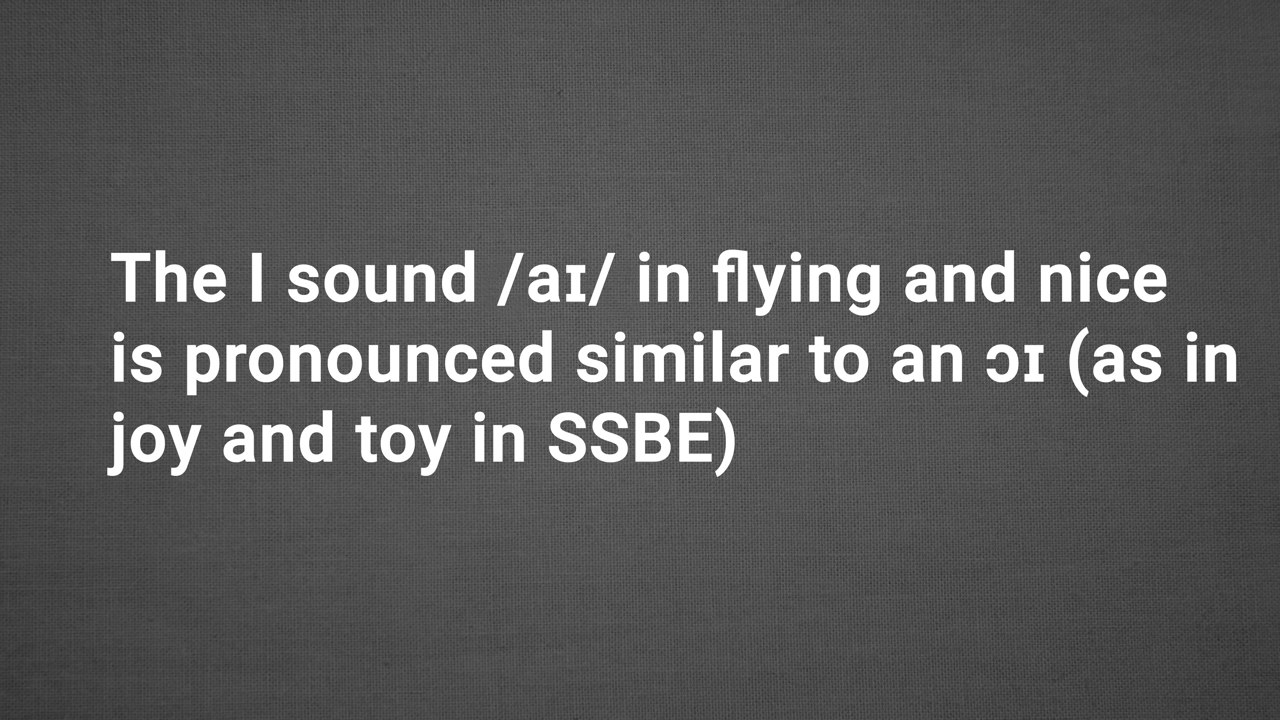 The I sound /aɪ/ in flying and nice
is pronounced similar to an ɔɪ (as in
joy and toy in SSBE)